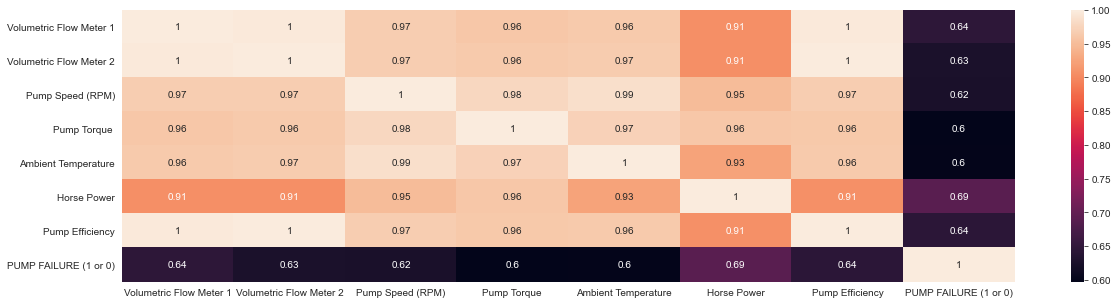 Volumetric Flow Meter 1 1 1 0.97 0.96 0.96 0.91 1 0.64
Volumetric Flow Meter 2 1 1 0.97 0.96 0.97 0.91 1 0.63
Pump Speed (RPM) 0.97 0.97 1 0.98 0.99 0.95 0.97 0.62
Pump Torque 0.96 0.96 0.98 1 0.97 0.96 0.96 0.6
Ambient Temperature 0.96 0.97 0.99 0.97 1 0.93 0.96 0.6
Horse Power 0.91 0.91 0.95 0.96 0.93 1 0.91 0.69
Pump Efficiency 1 1 0.97 0.96 0.96 0.91 1 0.64
PUMP FAILURE (1 or 0) 0.64 0.63 0.62 0.6 0.6 0.69 0.64 1
Volumetric Flow Meter 1 Volumetric Flow Meter 2 Pump Speed (RPM) Pump Torque Ambient Temperature Horse Power Pump Efficiency PUMP FAILURE (1 or 0)
1.00
0.95
0.90
0.85
0.80
0.75
0.70
0.65
0.60